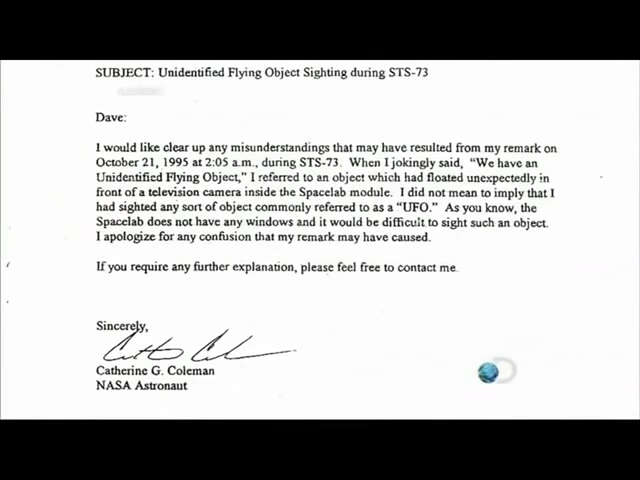 SUBJECT: Unidentified Flying Object Sighting during STS-73
Dave:
I would like clear up any misunderstandings that may have resulted from my remark on
October 21, 1995 at 2:05 a.m., during STS-73. When I jokingly said, "We have an
Unidentified Flying Object," I referred to an object which had floated unexpectedly in
front of a television camera inside the Spacelab module. I did not mean to imply that I
had sighted any sort of object commonly referred to as a "UFO." As you know, the
Spacelab does not have any windows and it would be difficult to sight such an object.
I apologize for any confusion that my remark may have caused.
If you require any further explanation, please feel free to contact me.
Sincerely,
Catherine G. Coleman
NASA Astronaut